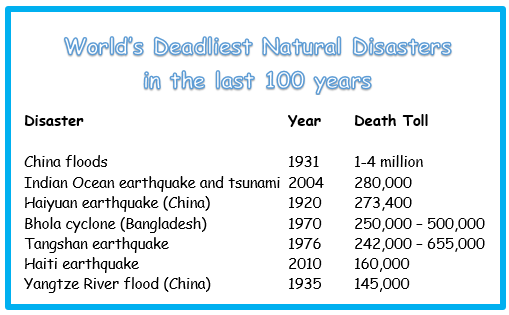 World's Deadliest Natural Disasters
in the last 100 years
Disaster Year Death Toll
China floods 1931 1-4 million
Indian Ocean earthquake and tsunami 2004 280,000
Haiyuan earthquake (China) 1920 273,400
Bhola cyclone (Bangladesh) 1970 250,000 – 500,000
Tangshan earthquake 1976 242,000 – 655,000
Haiti earthquake 2010 160,000
Yangtze River flood (China) 1935 145,000